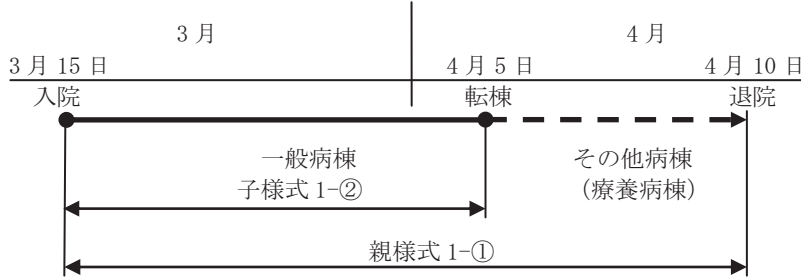 3 月 4 月
3 月 15 日 4 月 5 日 4 月 10 日
入院 転棟 退院
一般病棟 その他病棟
子様式 1-② (療養病棟)
親様式 1-①